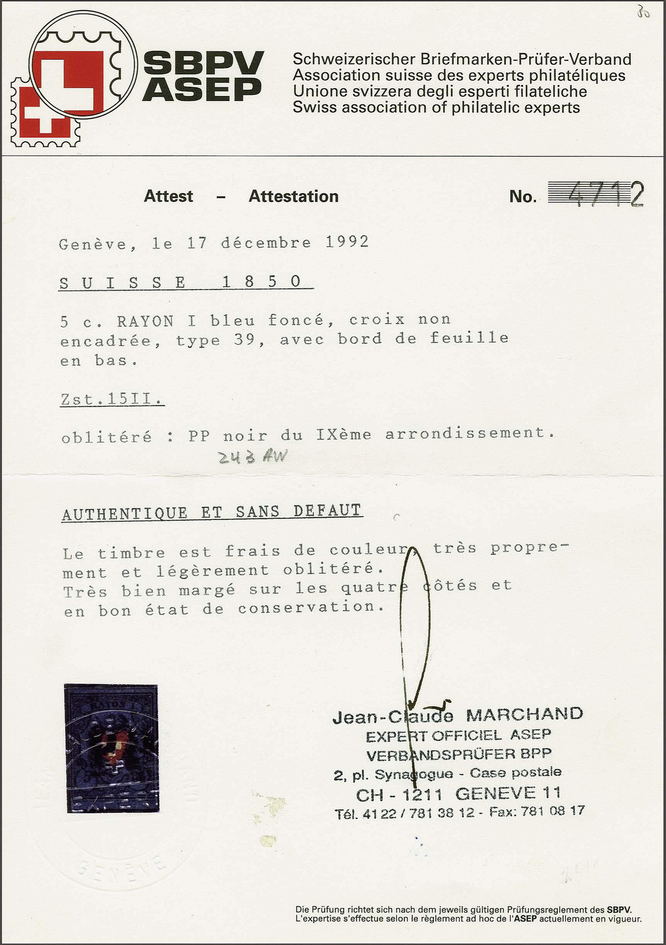 30
SBPV
ASEP
Schweizerischer Briefmarken-Prüfer-Verband
Association suisse des experts philatéliques
Unione svizzera degli esperti filateliche
Swiss association of philatelic experts
Attest – Attestation
No. 4712
Genève, le 17 décembre 1992
SUISSE 1850
5 c. RAYON I bleu foncé, croix non
encadrée, type 39, avec bord de feuille
en bas.
Zst.15II.
oblitéré : PP noir du IXème arrondissement.
243 AW
AUTHENTIQUE ET SANS DEFAUT
Le timbre est frais de couleur, très propre-
ment et légèrement oblitéré.
Très bien margé sur les quatre côtés et
en bon état de conservation.
RAYON I
Jean-Claude MARCHAND
EXPERT OFFICIEL ASEP
VERBANDSPRÜFER BPP
2, pl. Synagogue - Case postale
CH - 1211 GENEVE 11
Tél. 41 22 / 781 38 12 - Fax: 781 08 17
GENÈVE
Die Prüfung richtet sich nach dem jeweils gültigen Prüfungsreglement des SBPV.
L'expertise s'effectue selon le règlement ad hoc de l'ASEP actuellement en vigueur.